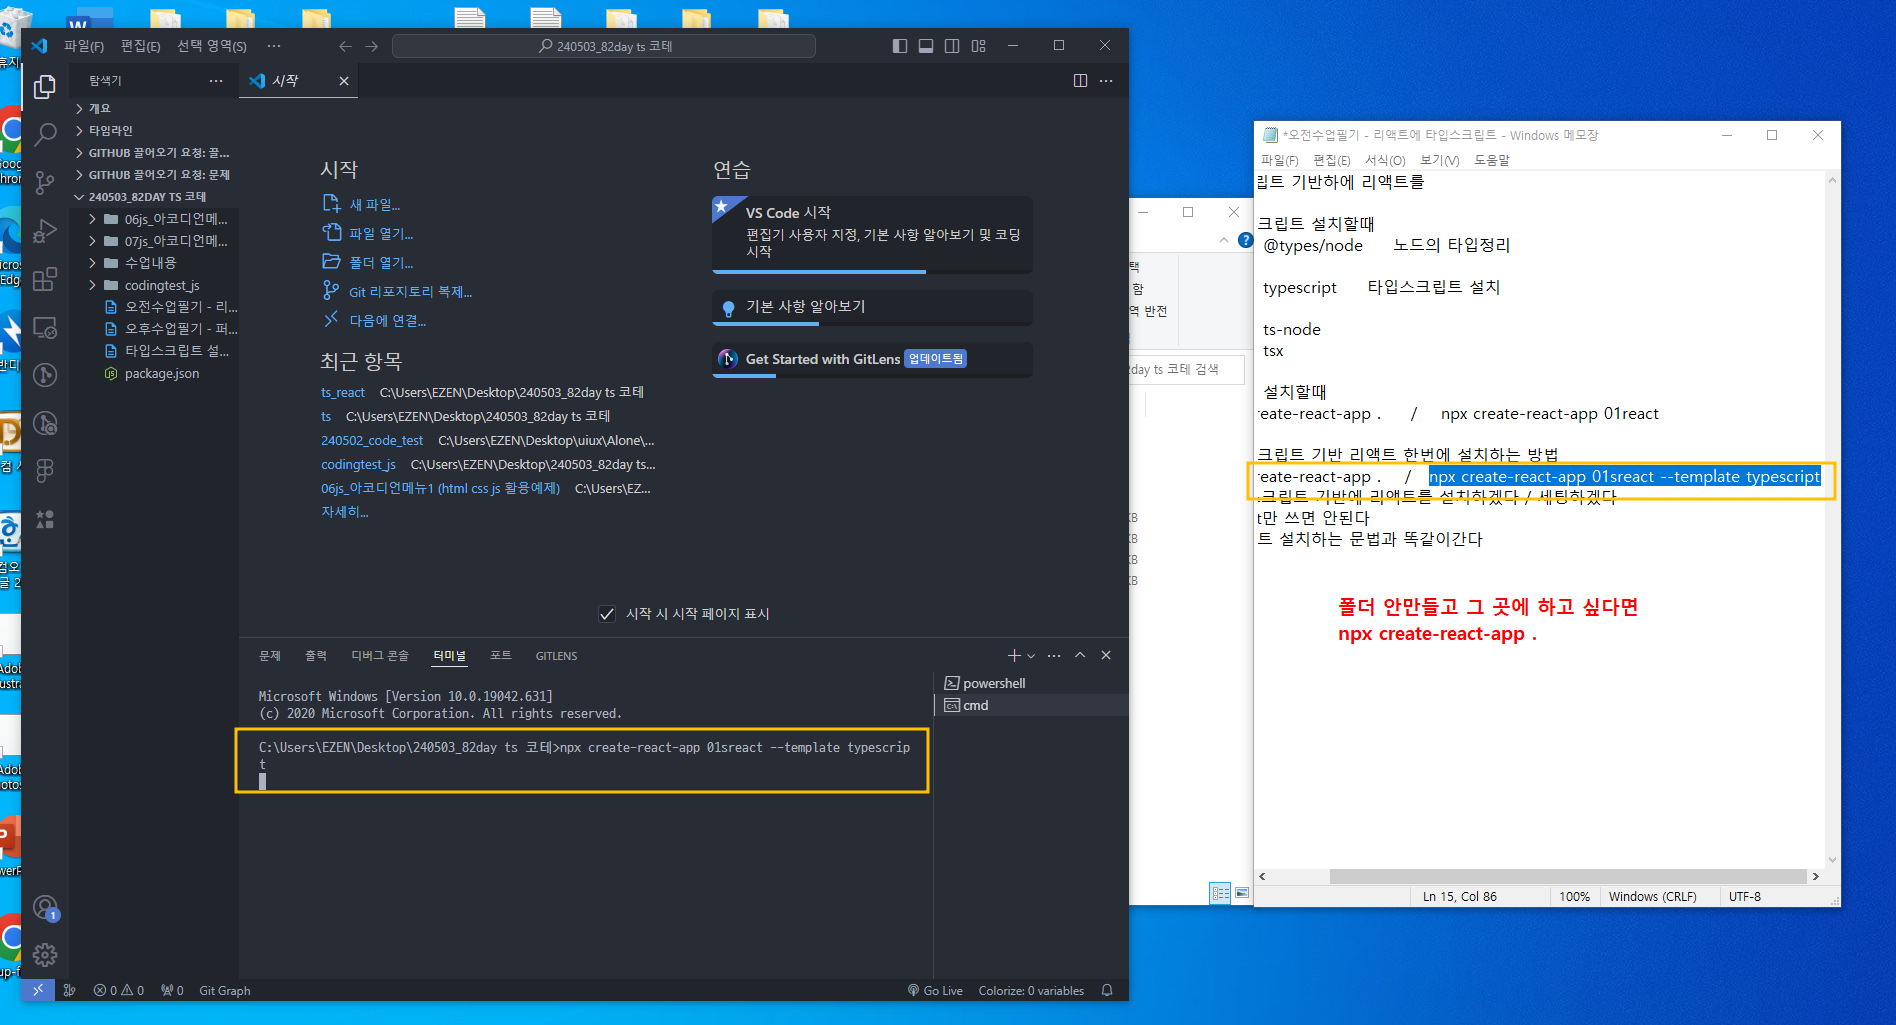 파일(F) 편집(E) 선택 영역(S) ···
240503_82day ts 코테
탐색기
시작
개요
타임라인
GITHUB 끌어오기 요청: 끌...
GITHUB 끌어오기 요청: 문제
240503_82DAY TS 코테
06js_아코디언메...
07js_아코디언메...
수업내용
codingtest_js
오전수업필기 - 리...
오후수업필기 - 퍼...
타입스크립트 설...
package.json
시작
새 파일...
파일 열기...
폴더 열기...
Git 리포지토리 복제...
다음에 연결...
최근 항목
ts_react C:\Users\EZEN\Desktop\240503_82day ts 코테
ts C:\Users\EZEN\Desktop\240503_82day ts 코테
240502_code_test C:\Users\EZEN\Desktop\uiux\Alone\...
codingtest_js C:\Users\EZEN\Desktop\240503_82day ts...
06js_아코디언메뉴1 (html css js 활용예제) C:\Users\EZ...
자세히...
연습
VS Code 시작
편집기 사용자 지정, 기본 사항 알아보기 및 코딩
시작
기본 사항 알아보기
Get Started with GitLens 업데이트됨
시작 시 시작 페이지 표시
문제 출력 디버그 콘솔 터미널 포트 GITLENS
powershell
cmd
Microsoft Windows [Version 10.0.19042.631]
(c) 2020 Microsoft Corporation. All rights reserved.
C:\Users\EZEN\Desktop\240503_82day ts 코테>npx create-react-app 01sreact --template typescrip
t
1
0 0 0 Git Graph
Go Live Colorize: 0 variables
택
함
역 반전
day ts 코테 검색
KB
KB
KB
KB
*오전수업필기 - 리액트에 타입스크립트 - Windows 메모장
파일(F) 편집(E) 서식(O) 보기(V) 도움말
립트 기반하에 리액트를
크립트 설치할때
@types/node 노드의 타입정리
typescript 타입스크립트 설치
ts-node
tsx
설치할때
reate-react-app . / npx create-react-app 01react
크립트 기반 리액트 한번에 설치하는 방법
reate-react-app . / npx create-react-app 01sreact --template typescript
크립트 기반에 리액트를 설치하겠다 / 세팅하겠다
t만 쓰면 안된다
트 설치하는 문법과 똑같이간다
폴더 안만들고 그 곳에 하고 싶다면
npx create-react-app .
Ln 15, Col 86 100% Windows (CRLF) UTF-8